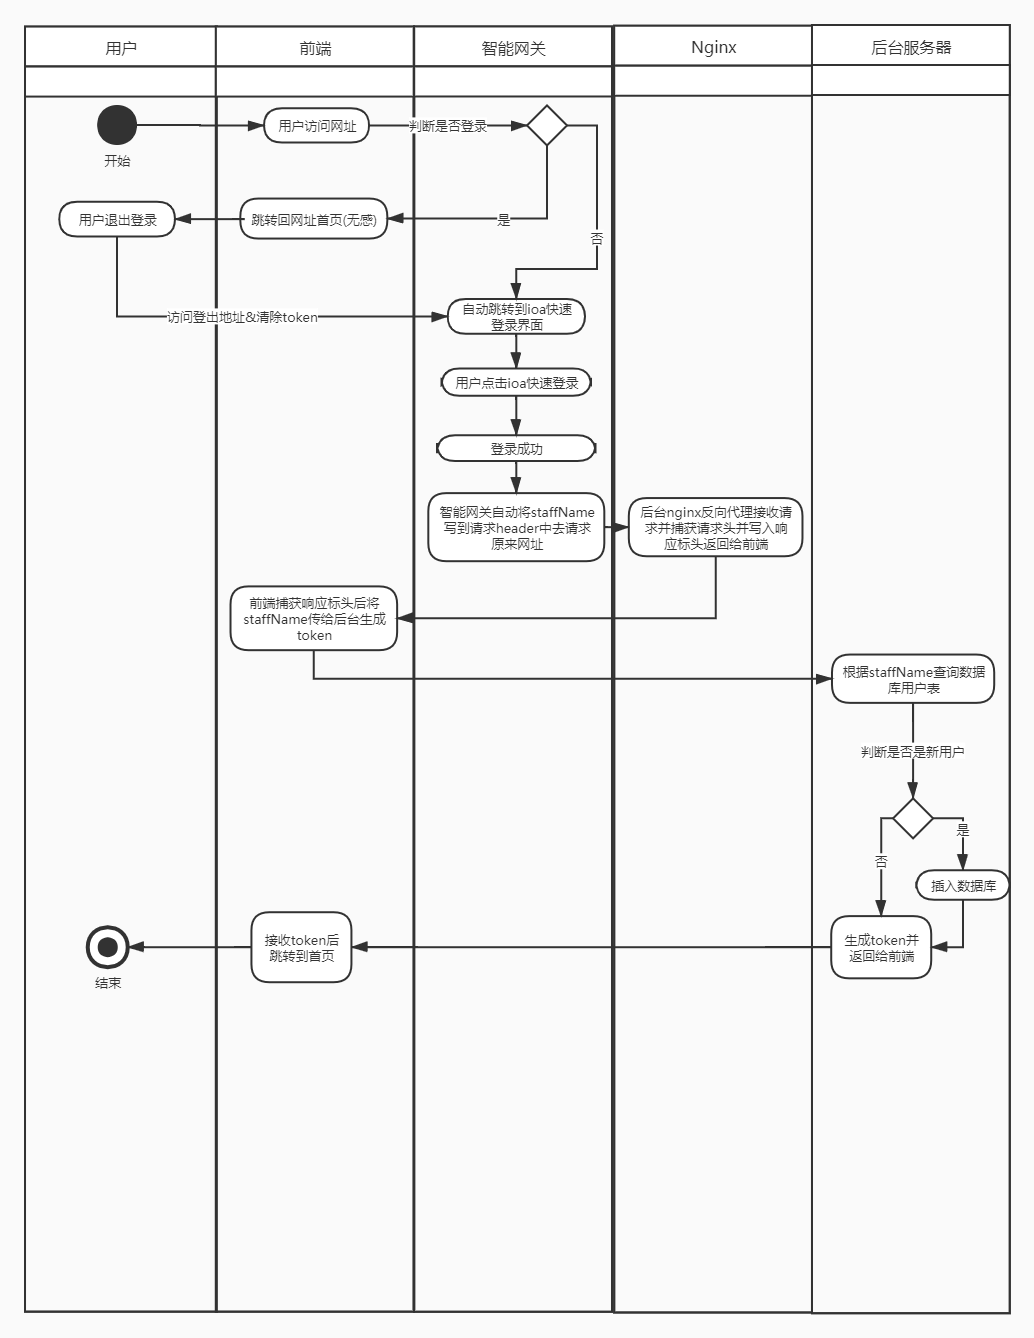 用户
前端
智能网关
Nginx
后台服务器
用户访问网址
判断是否登录
开始
用户退出登录
跳转回网址首页(无感)
是
否
访问登出地址&清除token
自动跳转到ioa快速
登录界面
用户点击ioa快速登录
登录成功
智能网关自动将staffName
写到请求header中去请求
原来网址
后台nginx反向代理接收请
求并捕获请求头并写入响
应标头返回给前端
前端捕获响应标头后将
staffName传给后台生成
token
根据staffName查询数据
库用户表
判断是否是新用户
是
否
插入数据库
生成token并
返回给前端
接收token后
跳转到首页
结束